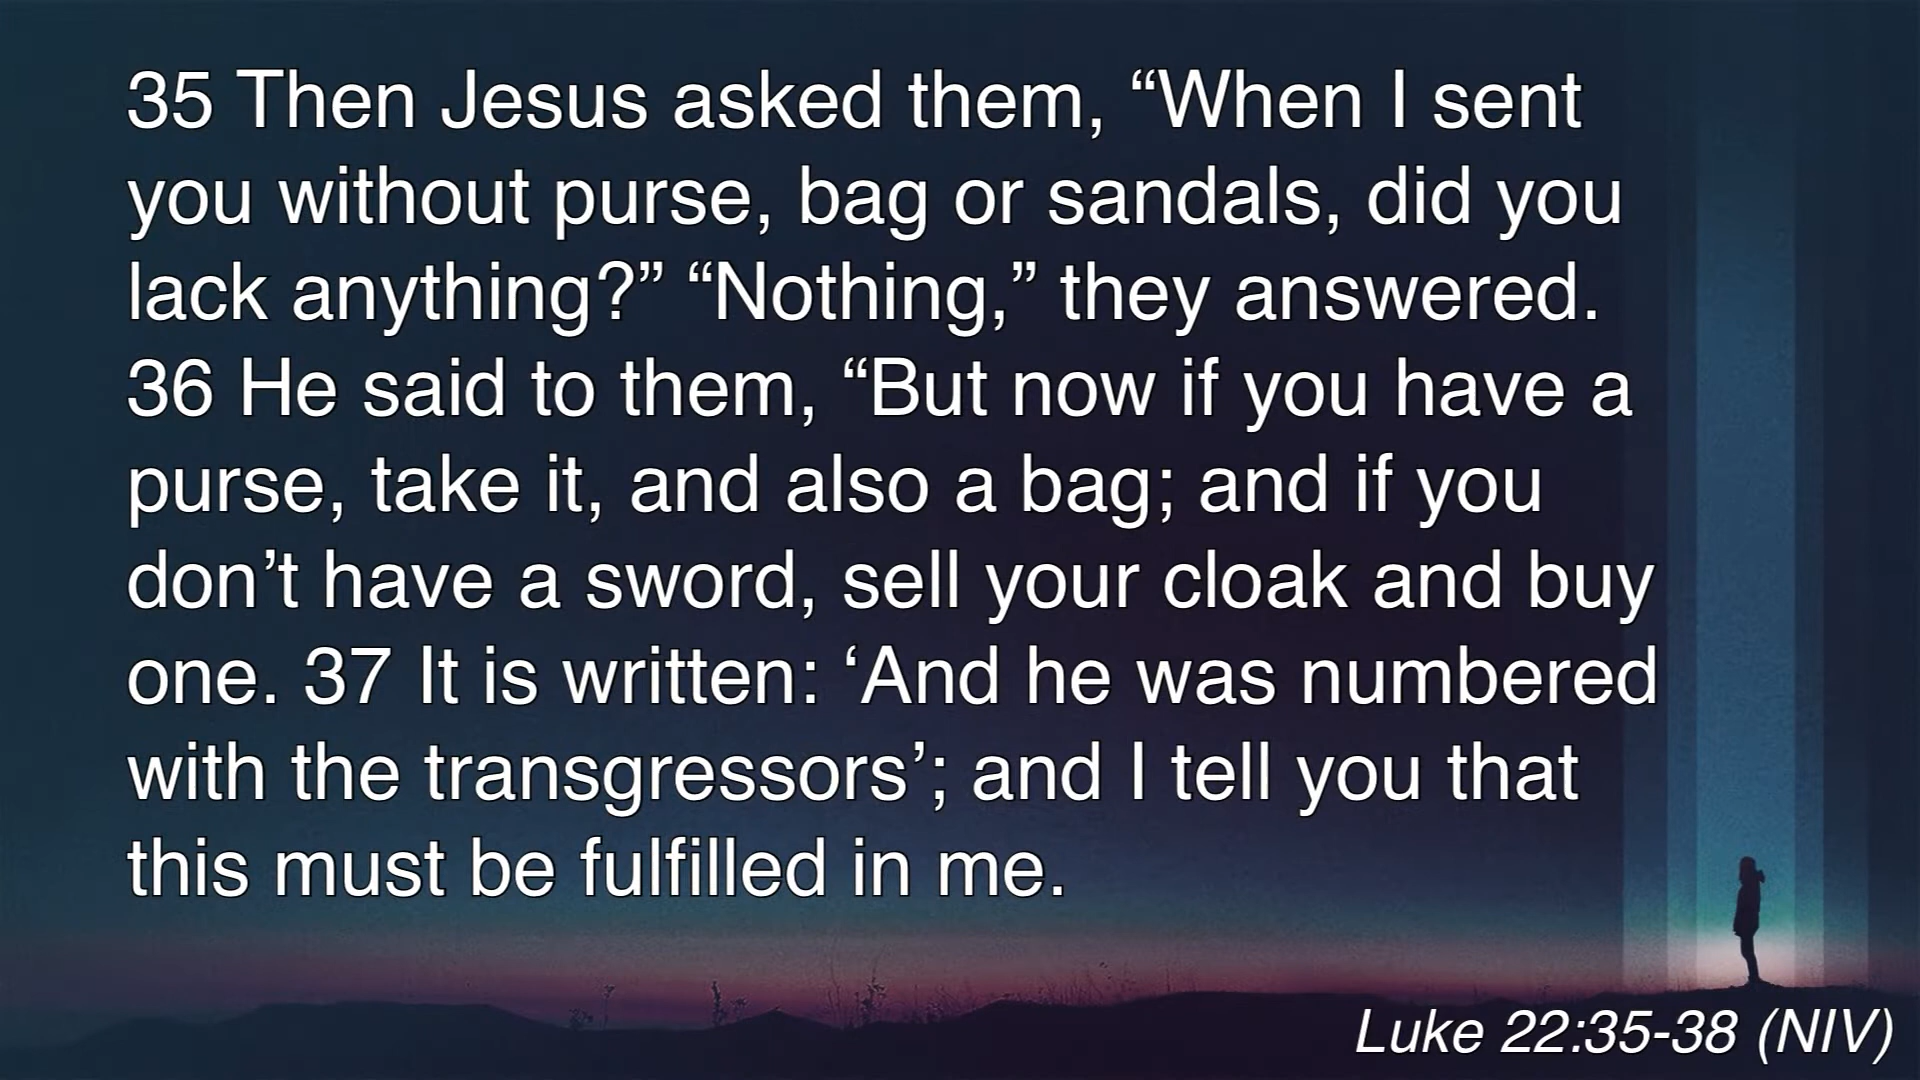 35 Then Jesus asked them, “When I sent
you without purse, bag or sandals, did you
lack anything?” “Nothing,” they answered.
36 He said to them, “But now if you have a
purse, take it, and also a bag; and if you
don’t have a sword, sell your cloak and buy
one. 37 It is written: ‘And he was numbered
with the transgressors’; and I tell you that
this must be fulfilled in me.
Luke 22:35-38 (NIV)